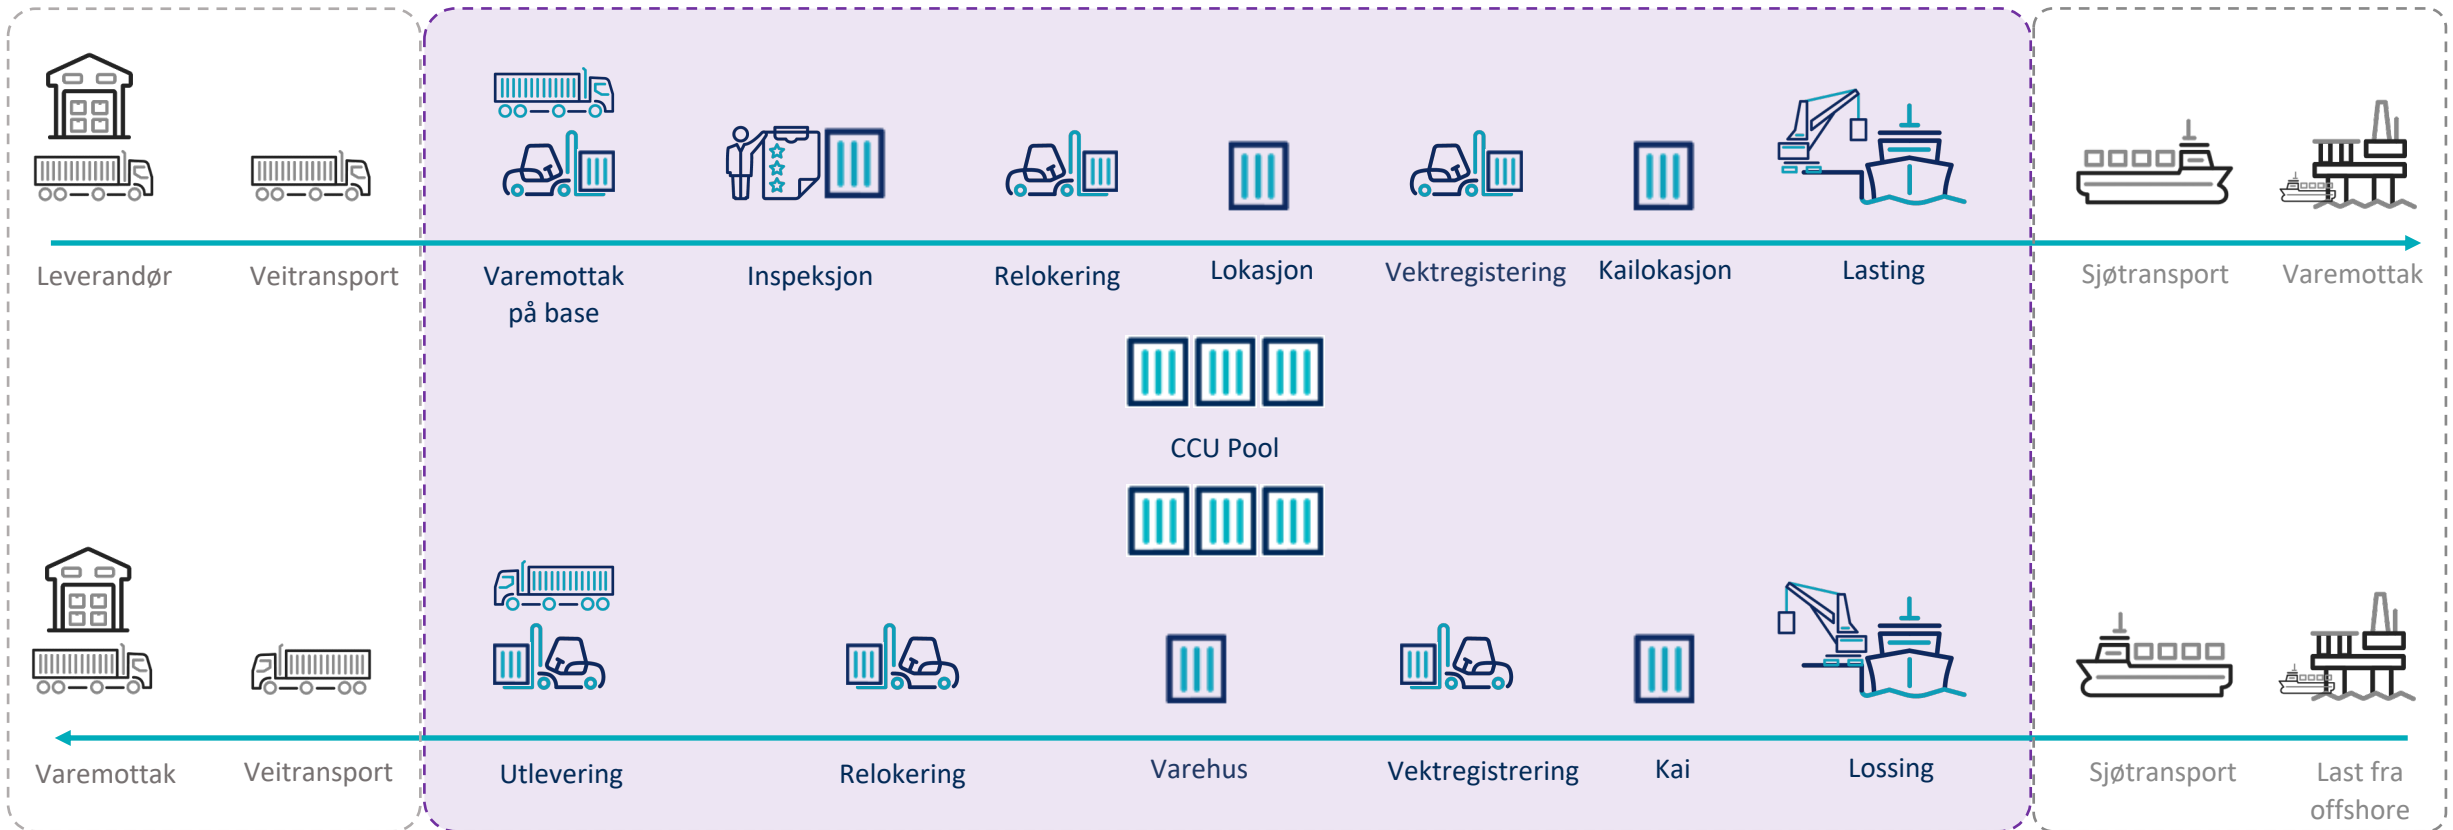 Leverandør
Veitransport
Varemottak
på base
Inspeksjon
Relokering
Lokasjon
Vektregistering
Kailokasjon
Lasting
Sjøtransport
Varemottak
CCU Pool
Varemottak
Veitransport
Utlevering
Relokering
Varehus
Vektregistrering
Kai
Lossing
Sjøtransport
Last fra
offshore